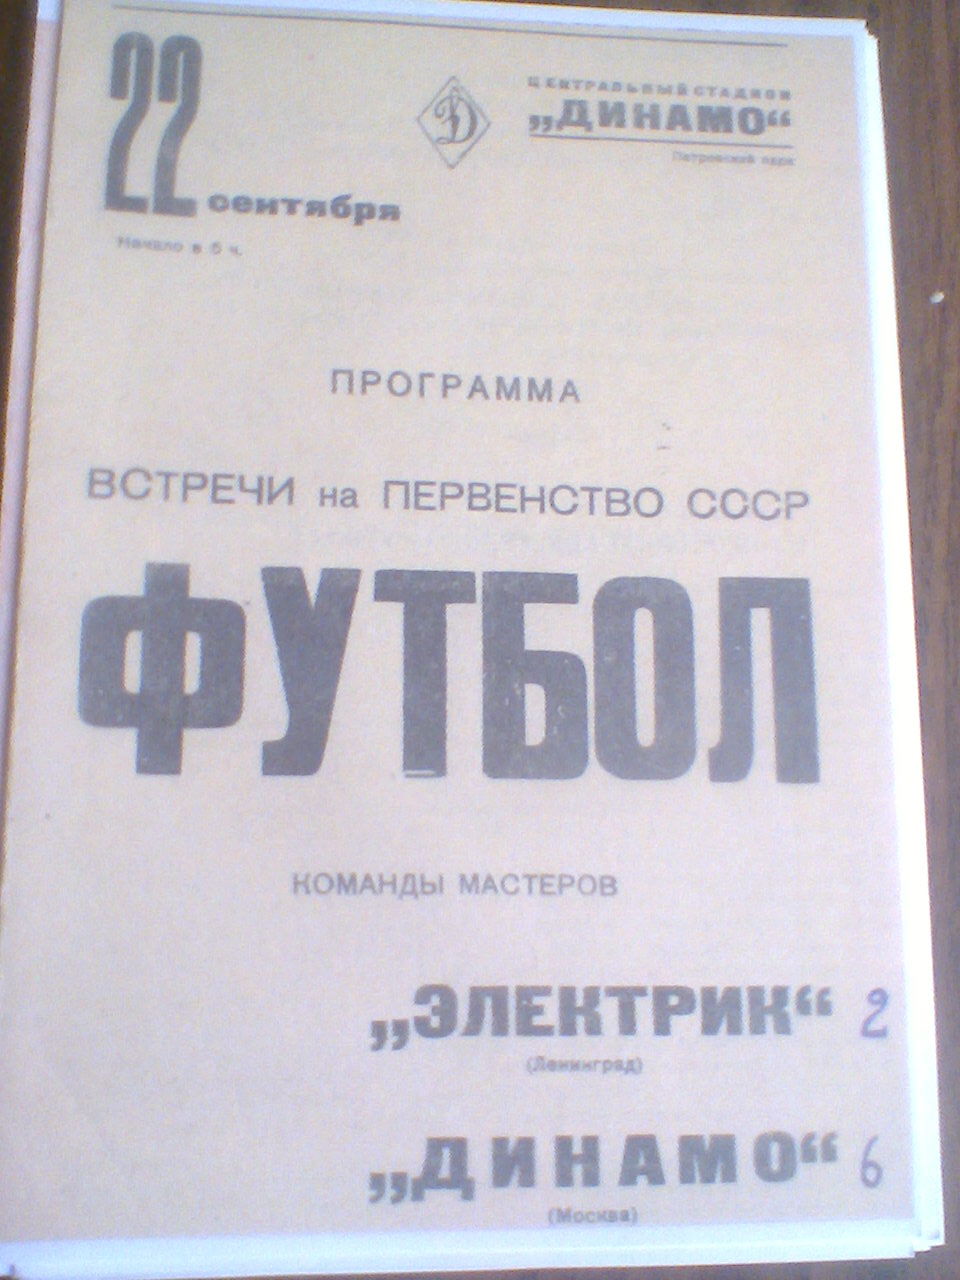 22 сентября
Начало в 5 ч.
Д
ЦЕНТРАЛЬНЫЙ СТАДИОН
„ДИНАМО“
Петровский парк
ПРОГРАММА
ВСТРЕЧИ на ПЕРВЕНСТВО СССР
ФУТБОЛ
КОМАНДЫ МАСТЕРОВ
„ЭЛЕКТРИК“ 2
(Ленинград)
„ДИНАМО“ 6
(Москва)